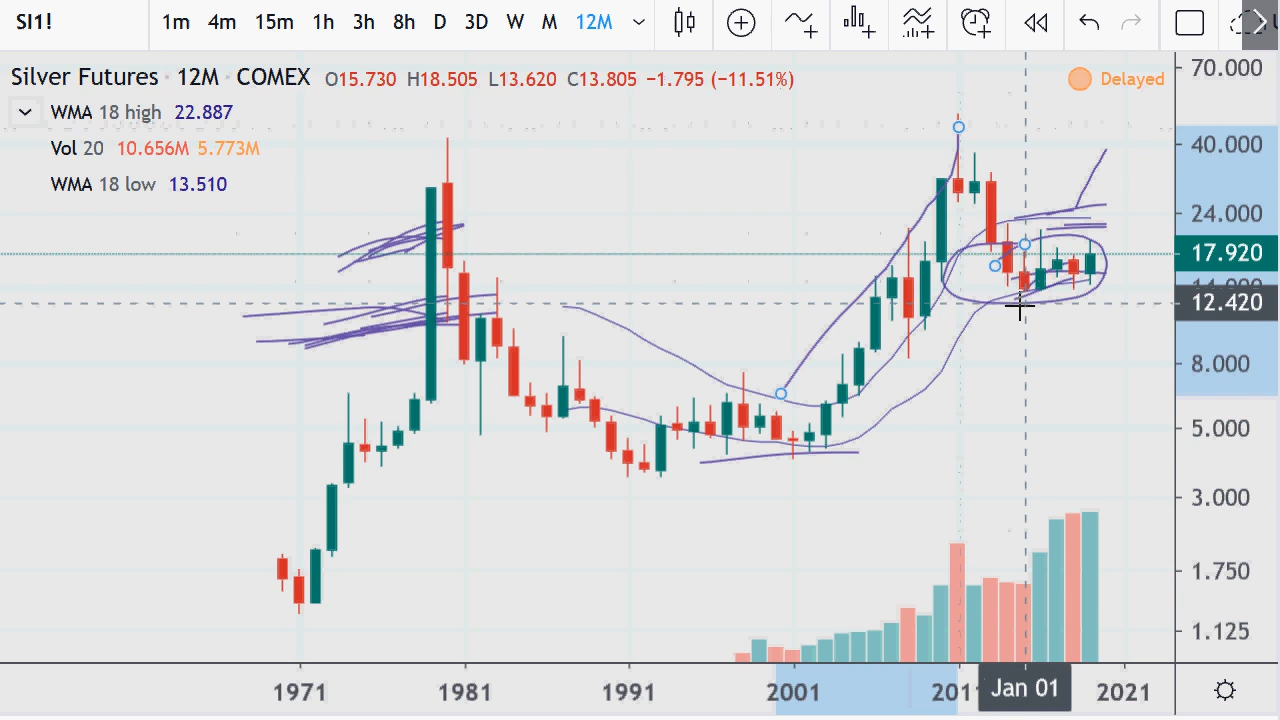 SI1! 1m 4m 15m 1h 3h 8h D 3D W M 12M
Silver Futures · 12M · COMEX O15.730 H18.505 L13.620 C13.805 −1.795 (−11.51%) Delayed
WMA 18 high 22.887
Vol 20 10.656M 5.773M
WMA 18 low 13.510
70.000
40.000
24.000
17.920
14.000
12.420
8.000
5.000
3.000
1.750
1.125
1971 1981 1991 2001 2011 Jan 01 2021